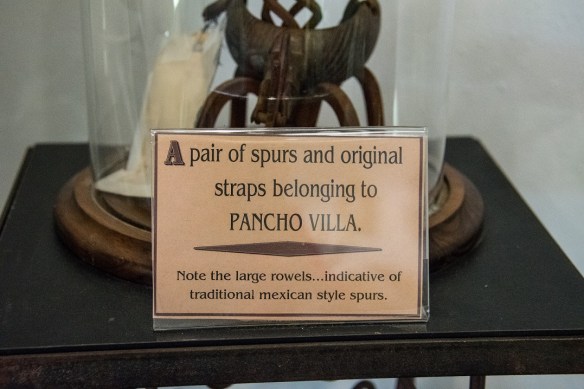 A pair of spurs and original
straps belonging to
PANCHO VILLA.
Note the large rowels...indicative of
traditional mexican style spurs.